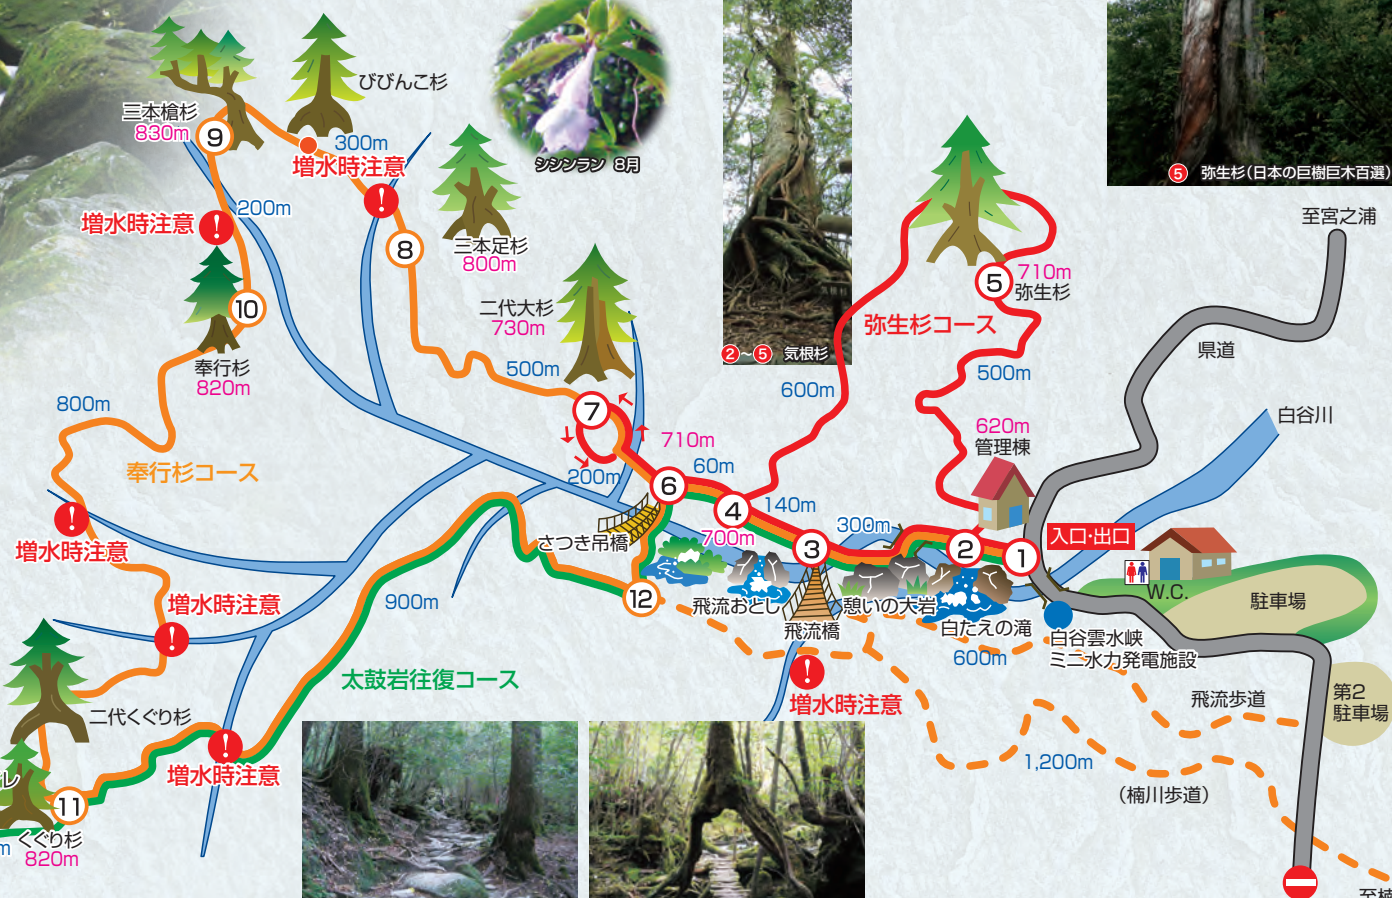 びびんこ杉
三本槍杉
830m
9
300m
増水時注意
!
シシンラン 8月
5 弥生杉(日本の巨樹巨木百選)
至宮之浦
200m
増水時注意
!
8
三本足杉
800m
10
奉行杉
820m
二代大杉
730m
500m
2~5 気根杉
5
710m
弥生杉
弥生杉コース
県道
600m
500m
800m
奉行杉コース
7
710m
200m
60m
6
4
140m
700m
620m
管理棟
白谷川
!
増水時注意
さつき吊橋
3
300m
2
1
入口・出口
W.C.
駐車場
12
飛流おとし
飛流橋
憩いの大岩
白たえの滝
600m
白谷雲水峡
ミニ水力発電施設
900m
増水時注意
!
太鼓岩往復コース
!
増水時注意
飛流歩道
第2
駐車場
二代くぐり杉
!
増水時注意
1,200m
(楠川歩道)
レ
11
くぐり杉
820m
m